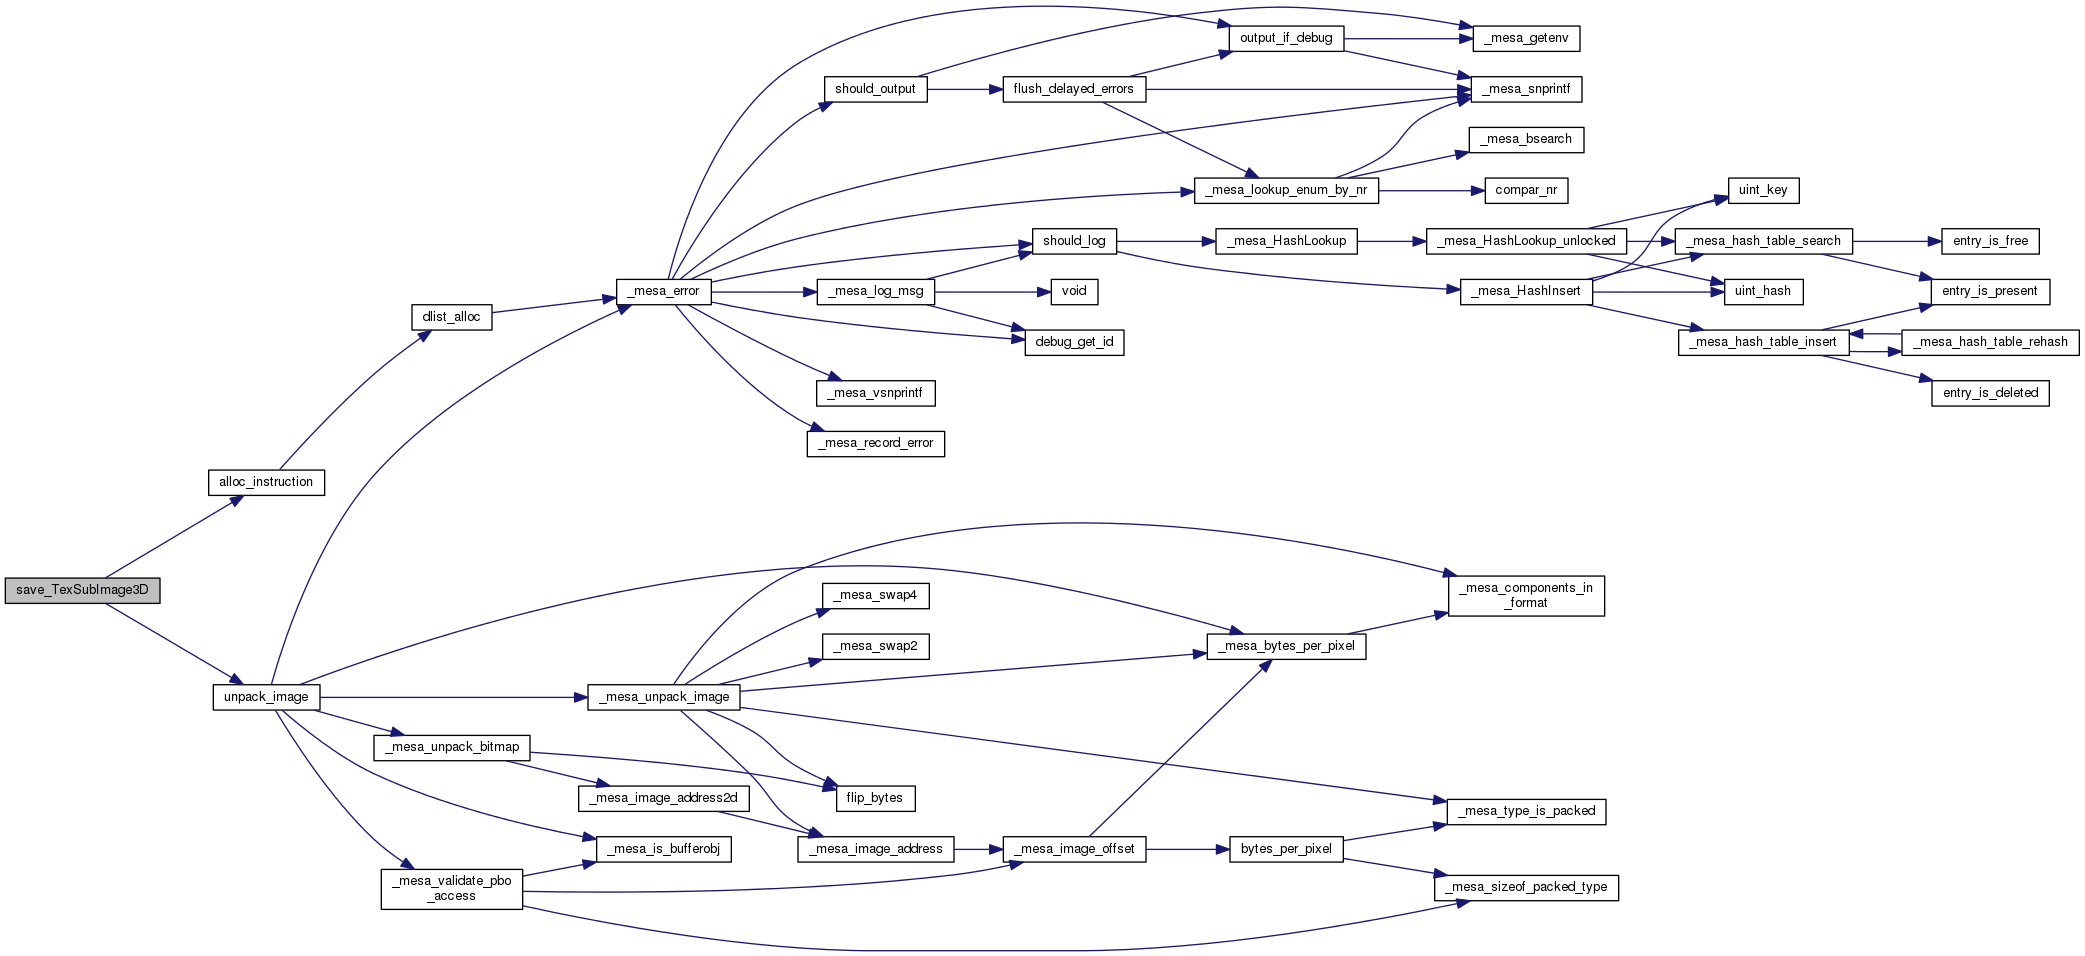 save_TexSubImage3D
alloc_instruction
unpack_image
dlist_alloc
_mesa_unpack_bitmap
_mesa_validate_pbo
_access
_mesa_error
_mesa_unpack_image
_mesa_image_address2d
_mesa_is_bufferobj
should_output
_mesa_log_msg
_mesa_vsnprintf
_mesa_record_error
_mesa_swap4
_mesa_swap2
flip_bytes
_mesa_image_address
flush_delayed_errors
should_log
void
debug_get_id
_mesa_image_offset
output_if_debug
_mesa_lookup_enum_by_nr
_mesa_HashLookup
_mesa_bytes_per_pixel
bytes_per_pixel
_mesa_getenv
_mesa_snprintf
_mesa_bsearch
compar_nr
_mesa_HashLookup_unlocked
_mesa_HashInsert
_mesa_components_in
_format
_mesa_type_is_packed
_mesa_sizeof_packed_type
uint_key
_mesa_hash_table_search
uint_hash
_mesa_hash_table_insert
entry_is_free
entry_is_present
_mesa_hash_table_rehash
entry_is_deleted